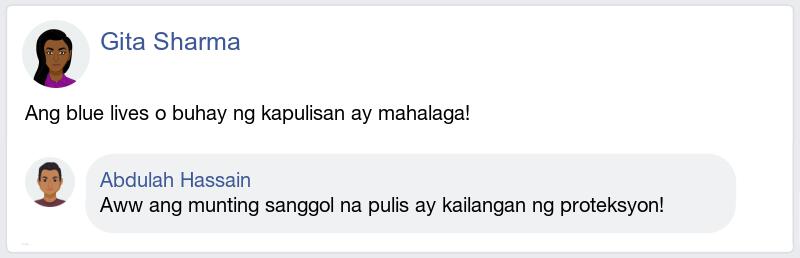 Gita Sharma
Ang blue lives o buhay ng kapulisan ay mahalaga!
Abdulah Hassain
Aww ang munting sanggol na pulis ay kailangan ng proteksyon!